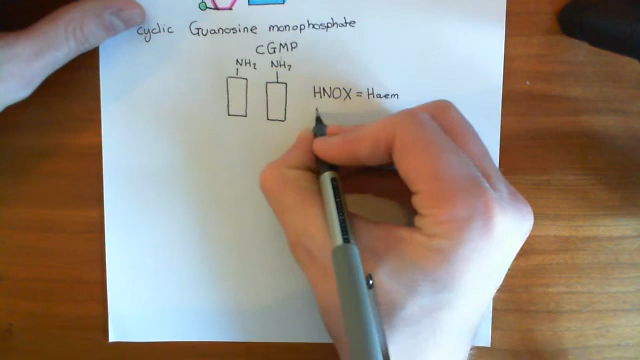 cyclic Guanosine monophosphate
CGMP
NH₂ NH₂
HNOX = Haem